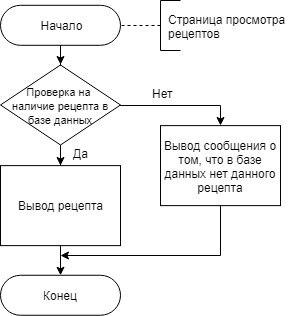 Начало
Страница просмотра
рецептов
Проверка на
наличие рецепта в
базе данных
Нет
Да
Вывод сообщения о
том, что в базе
данных нет данного
рецепта
Вывод рецепта
Конец